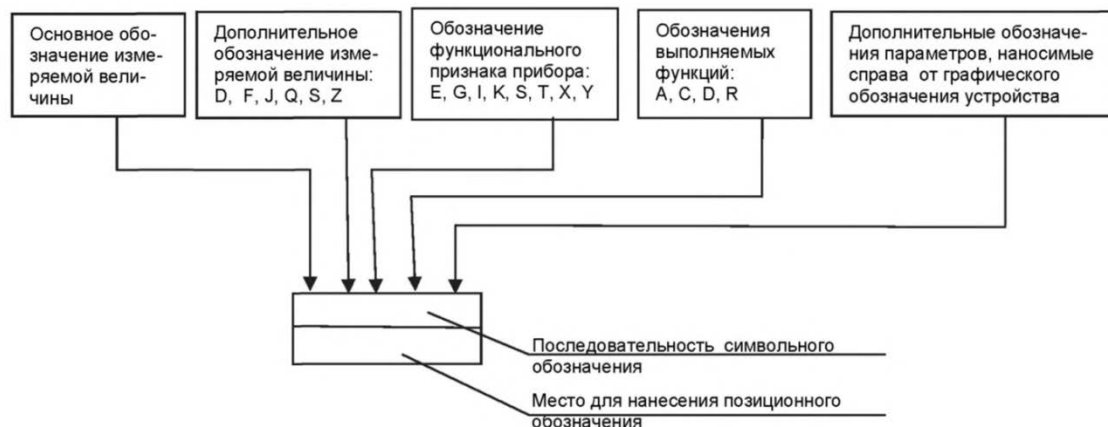 Основное обо-
значение изме-
ряемой вели-
чины
Дополнительное
обозначение изме-
ряемой величины:
D, F, J, Q, S, Z
Обозначение
функционального
признака прибора:
E, G, I, K, S, T, X, Y
Обозначения
выполняемых
функций:
A, C, D, R
Дополнительные обозначе-
ния параметров, наносимые
справа от графического
обозначения устройства
Последовательность символьного
обозначения
Место для нанесения позиционного
обозначения